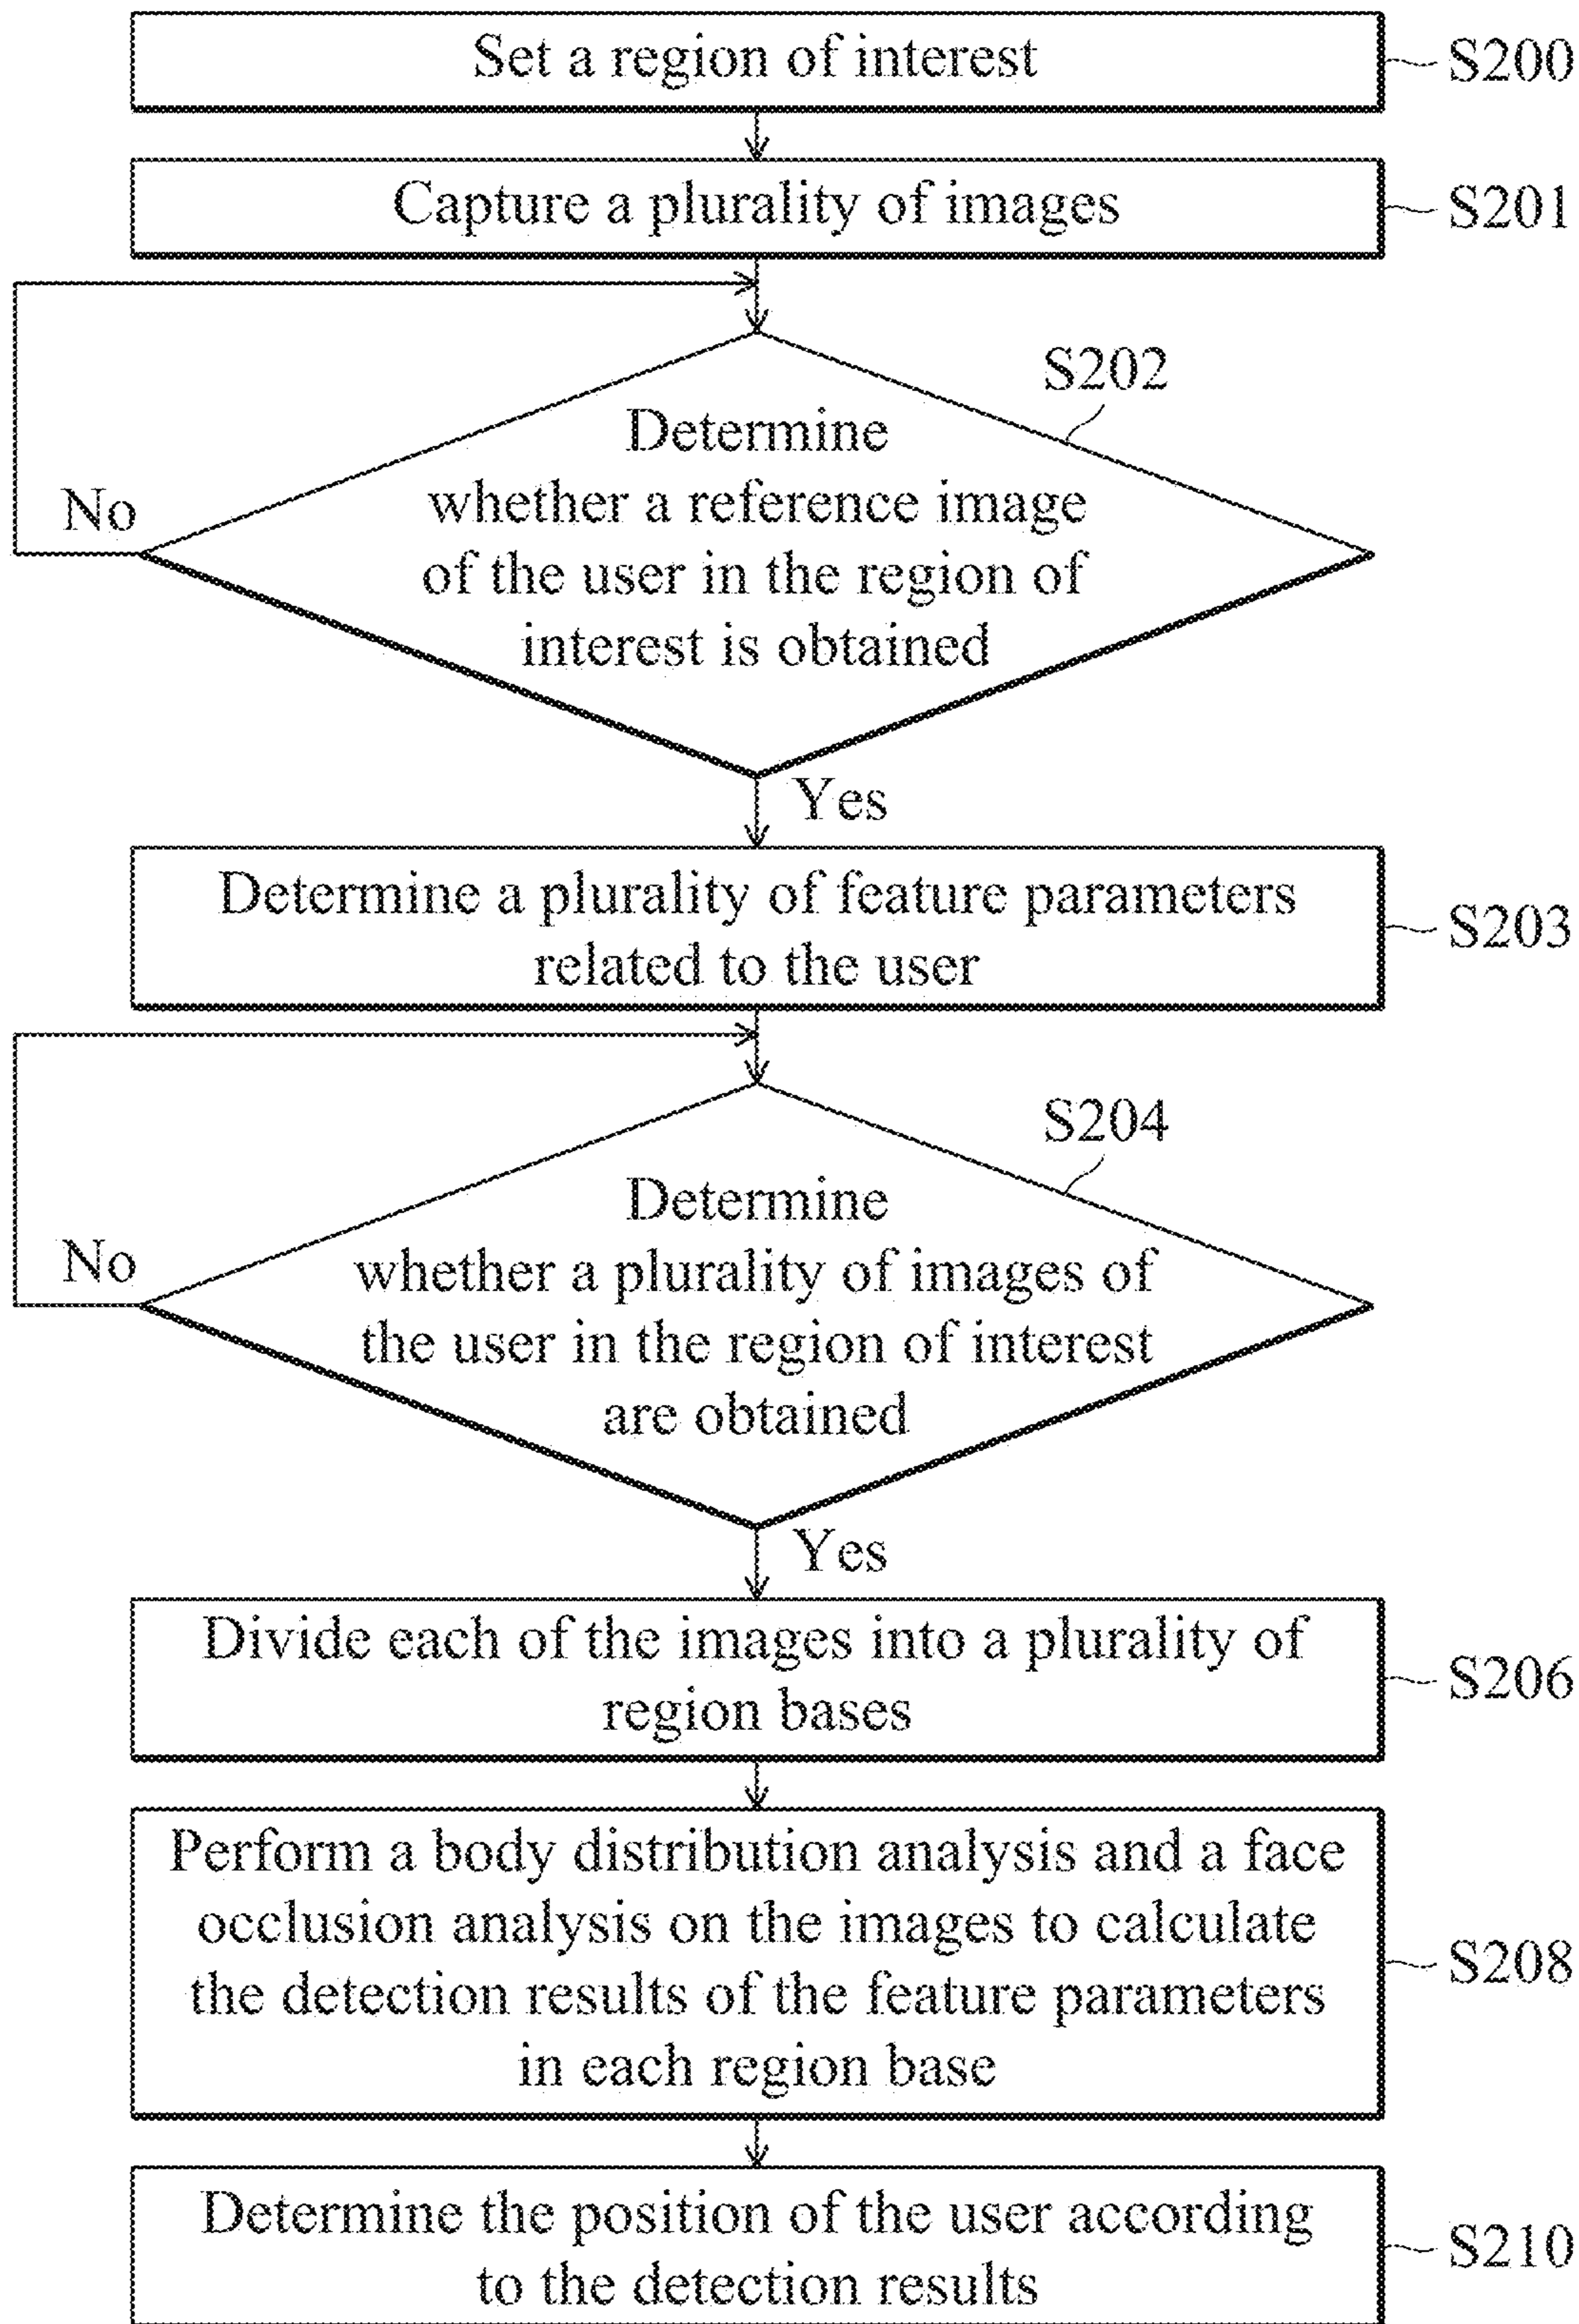 Set a region of interest
S200
Capture a plurality of images
S201
S202
Determine
whether a reference image
of the user in the region of
interest is obtained
No
Yes
Determine a plurality of feature parameters
related to the user
S203
S204
Determine
whether a plurality of images of
the user in the region of interest
are obtained
No
Yes
Divide each of the images into a plurality of
region bases
S206
Perform a body distribution analysis and a face
occlusion analysis on the images to calculate
the detection results of the feature parameters
in each region base
S208
Determine the position of the user according
to the detection results
S210